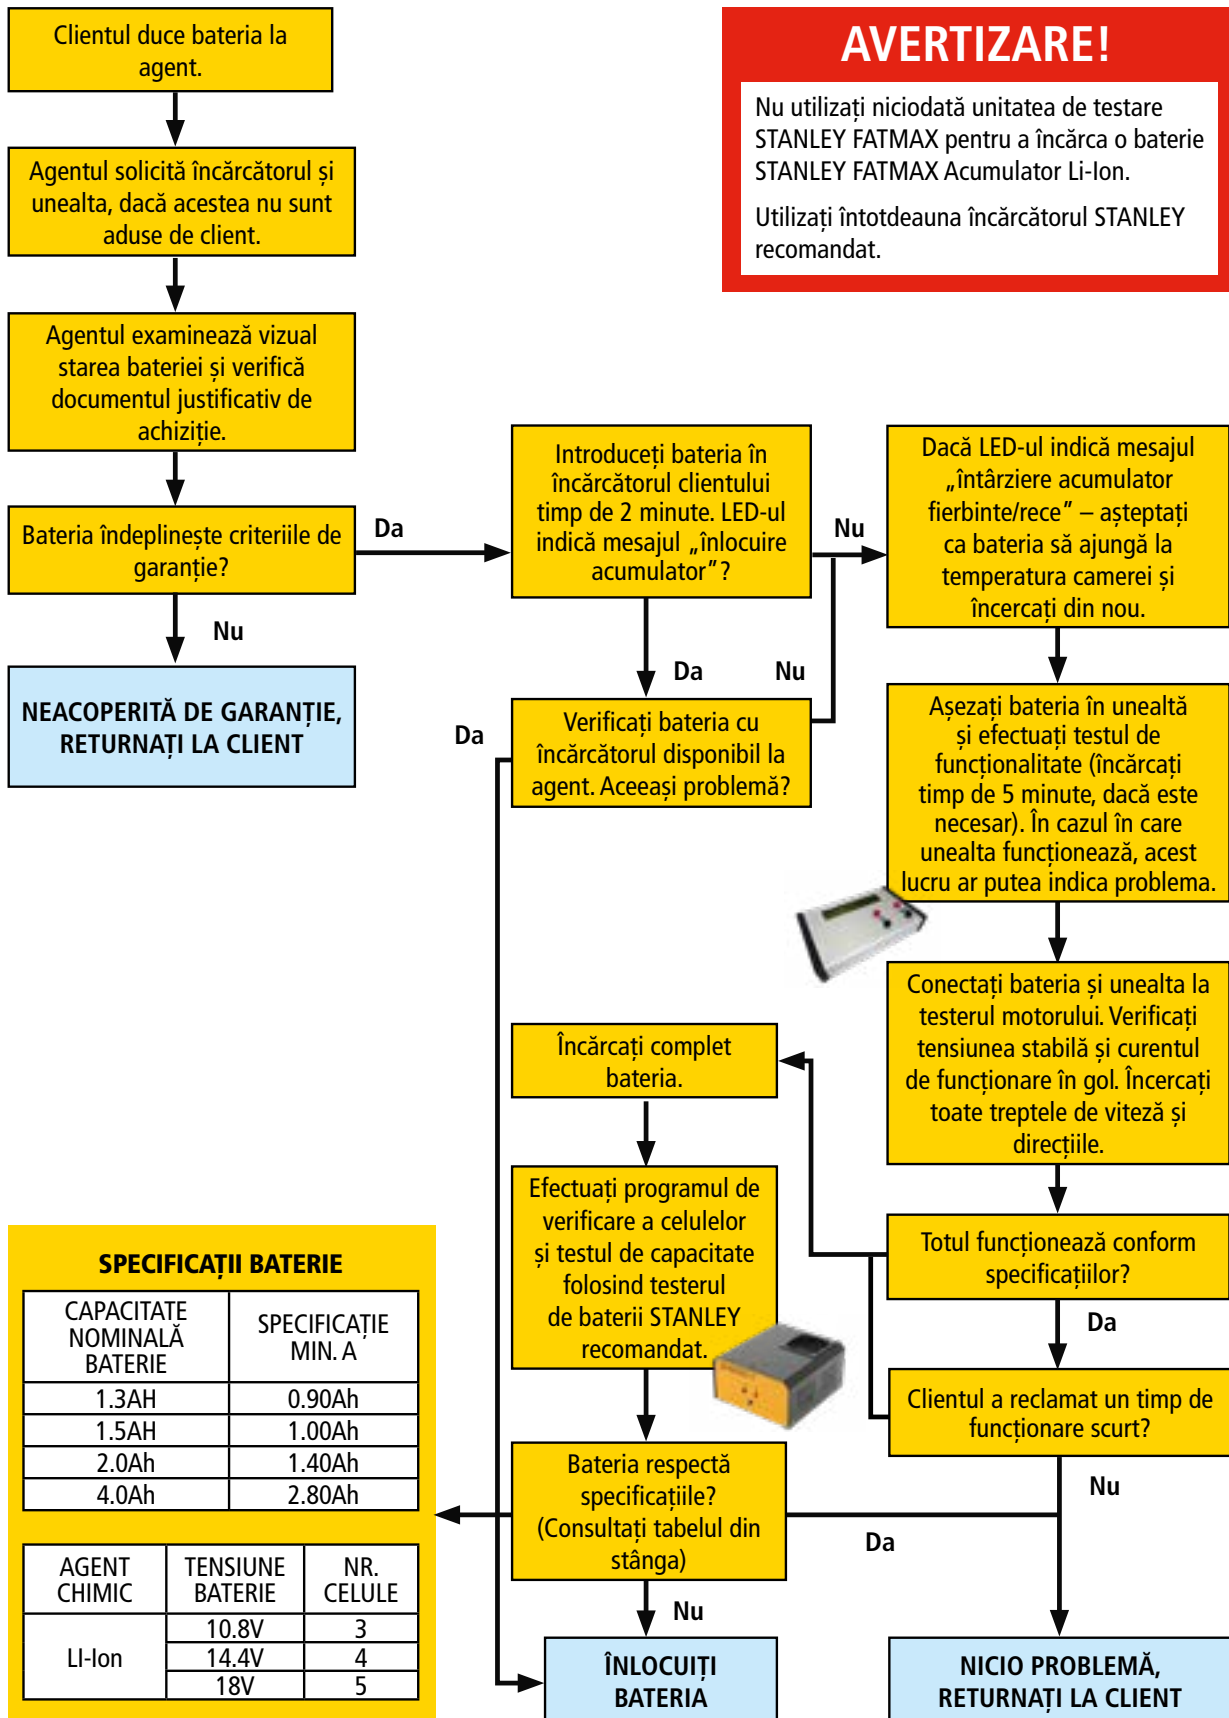 Clientul duce bateria la
agent.
AVERTIZARE!
Nu utilizați niciodată unitatea de testare
STANLEY FATMAX pentru a încărca o baterie
STANLEY FATMAX Acumulator Li-Ion.
Utilizați întotdeauna încărcătorul STANLEY
recomandat.
Agentul solicită încărcătorul și
unealta, dacă acestea nu sunt
aduse de client.
Agentul examinează vizual
starea bateriei și verifică
documentul justificativ de
achiziție.
Bateria îndeplinește criteriile de
garanție?
Da
Nu
NEACOPERITĂ DE GARANȚIE,
RETURNAȚI LA CLIENT
Introduceți bateria în
încărcătorul clientului
timp de 2 minute. LED-ul
indică mesajul „înlocuire
acumulator”?
Nu
Da
Nu
Da
Verificați bateria cu
încărcătorul disponibil la
agent. Aceeași problemă?
Dacă LED-ul indică mesajul
„întârziere acumulator
fierbinte/rece” – așteptați
ca bateria să ajungă la
temperatura camerei și
încercați din nou.
Așezați bateria în unealtă
și efectuați testul de
funcționalitate (încărcați
timp de 5 minute, dacă este
necesar). În cazul în care
unealta funcționează, acest
lucru ar putea indica problema.
Conectați bateria și unealta la
testerul motorului. Verificați
tensiunea stabilă și curentul
de funcționare în gol. Încercați
toate treptele de viteză și
direcțiile.
Totul funcționează conform
specificațiilor?
Da
Clientul a reclamat un timp de
funcționare scurt?
Nu
Încărcați complet
bateria.
Efectuați programul de
verificare a celulelor
și testul de capacitate
folosind testerul
de baterii STANLEY
recomandat.
Bateria respectă
specificațiile?
(Consultați tabelul din
stânga)
Da
Nu
ÎNLOCUIȚI
BATERIA
NICIO PROBLEMĂ,
RETURNAȚI LA CLIENT
SPECIFICAȚII BATERIE
CAPACITATE
NOMINALĂ
BATERIE
SPECIFICAȚIE
MIN. A
1.3AH 0.90Ah
1.5AH 1.00Ah
2.0Ah 1.40Ah
4.0Ah 2.80Ah
AGENT
CHIMIC
TENSIUNE
BATERIE
NR.
CELULE
LI-Ion
10.8V 3
14.4V 4
18V 5